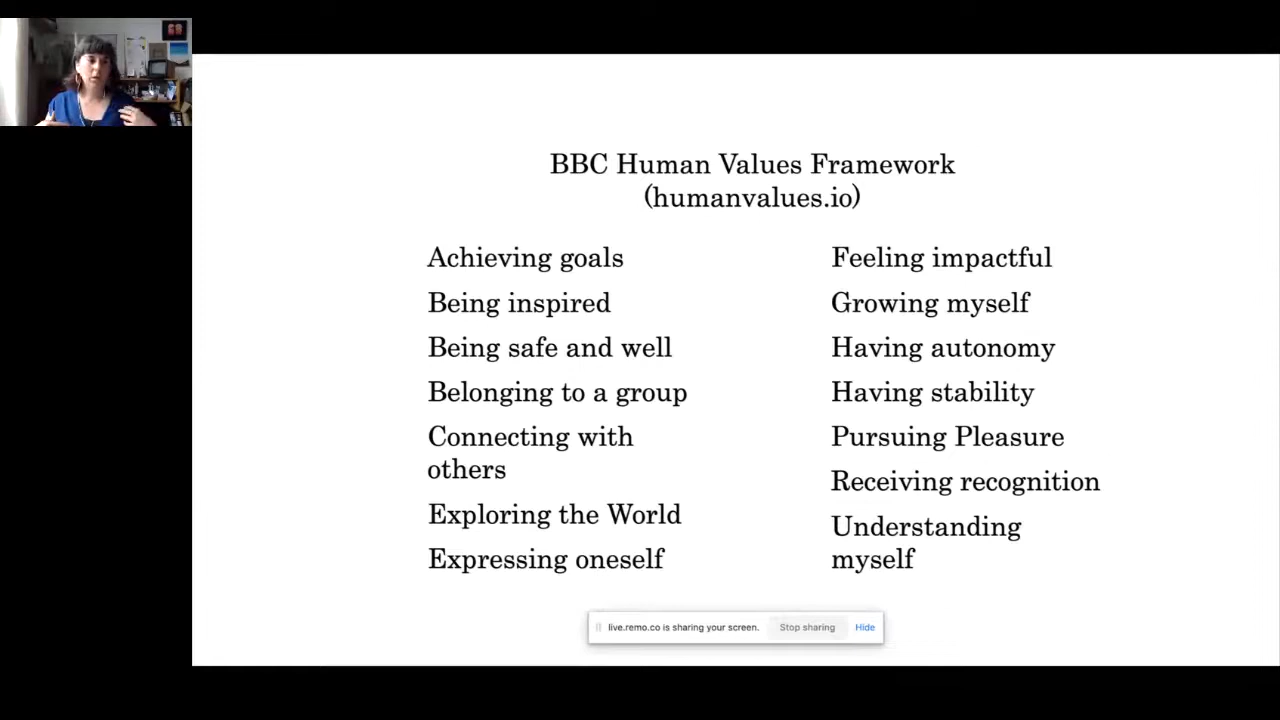 BBC Human Values Framework
(humanvalues.io)
Achieving goals
Being inspired
Being safe and well
Belonging to a group
Connecting with
others
Exploring the World
Expressing oneself
Feeling impactful
Growing myself
Having autonomy
Having stability
Pursuing Pleasure
Receiving recognition
Understanding
myself
live.remo.co is sharing your screen.
Stop sharing
Hide